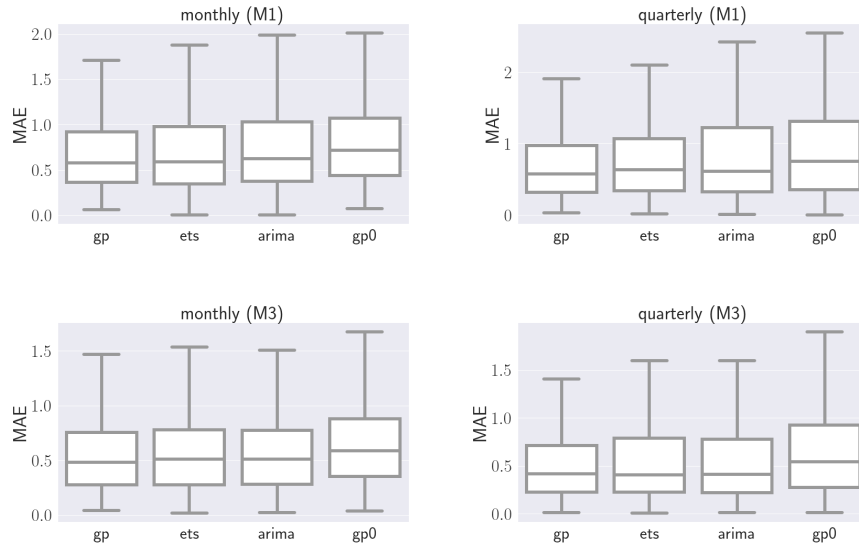 monthly (M1)
MAE
2.0
1.5
1.0
0.5
0.0
gp ets arima gp0
quarterly (M1)
MAE
2
1
0
gp ets arima gp0
monthly (M3)
MAE
1.5
1.0
0.5
0.0
gp ets arima gp0
quarterly (M3)
MAE
1.5
1.0
0.5
0.0
gp ets arima gp0